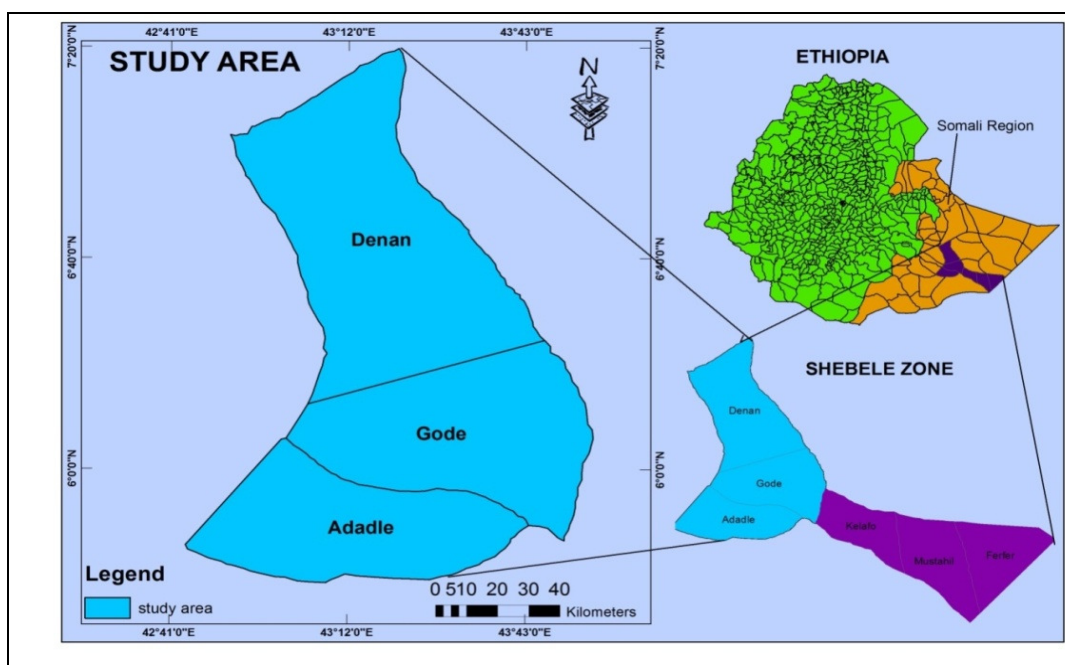 42°41'0"E
43°12'0"E
43°43'0"E
7°20'0"N
7°20'0"N
STUDY AREA
N
ETHIOPIA
Somali Region
Denan
6°40'0"N
6°40'0"N
SHEBELE ZONE
Denan
Gode
6°0'0"N
6°0'0"N
Gode
Adadle
Adadle
Kelafo
Mustahil
Ferfer
Legend
study area
0 5 10 20 30 40
Kilometers
42°41'0"E
43°12'0"E
43°43'0"E